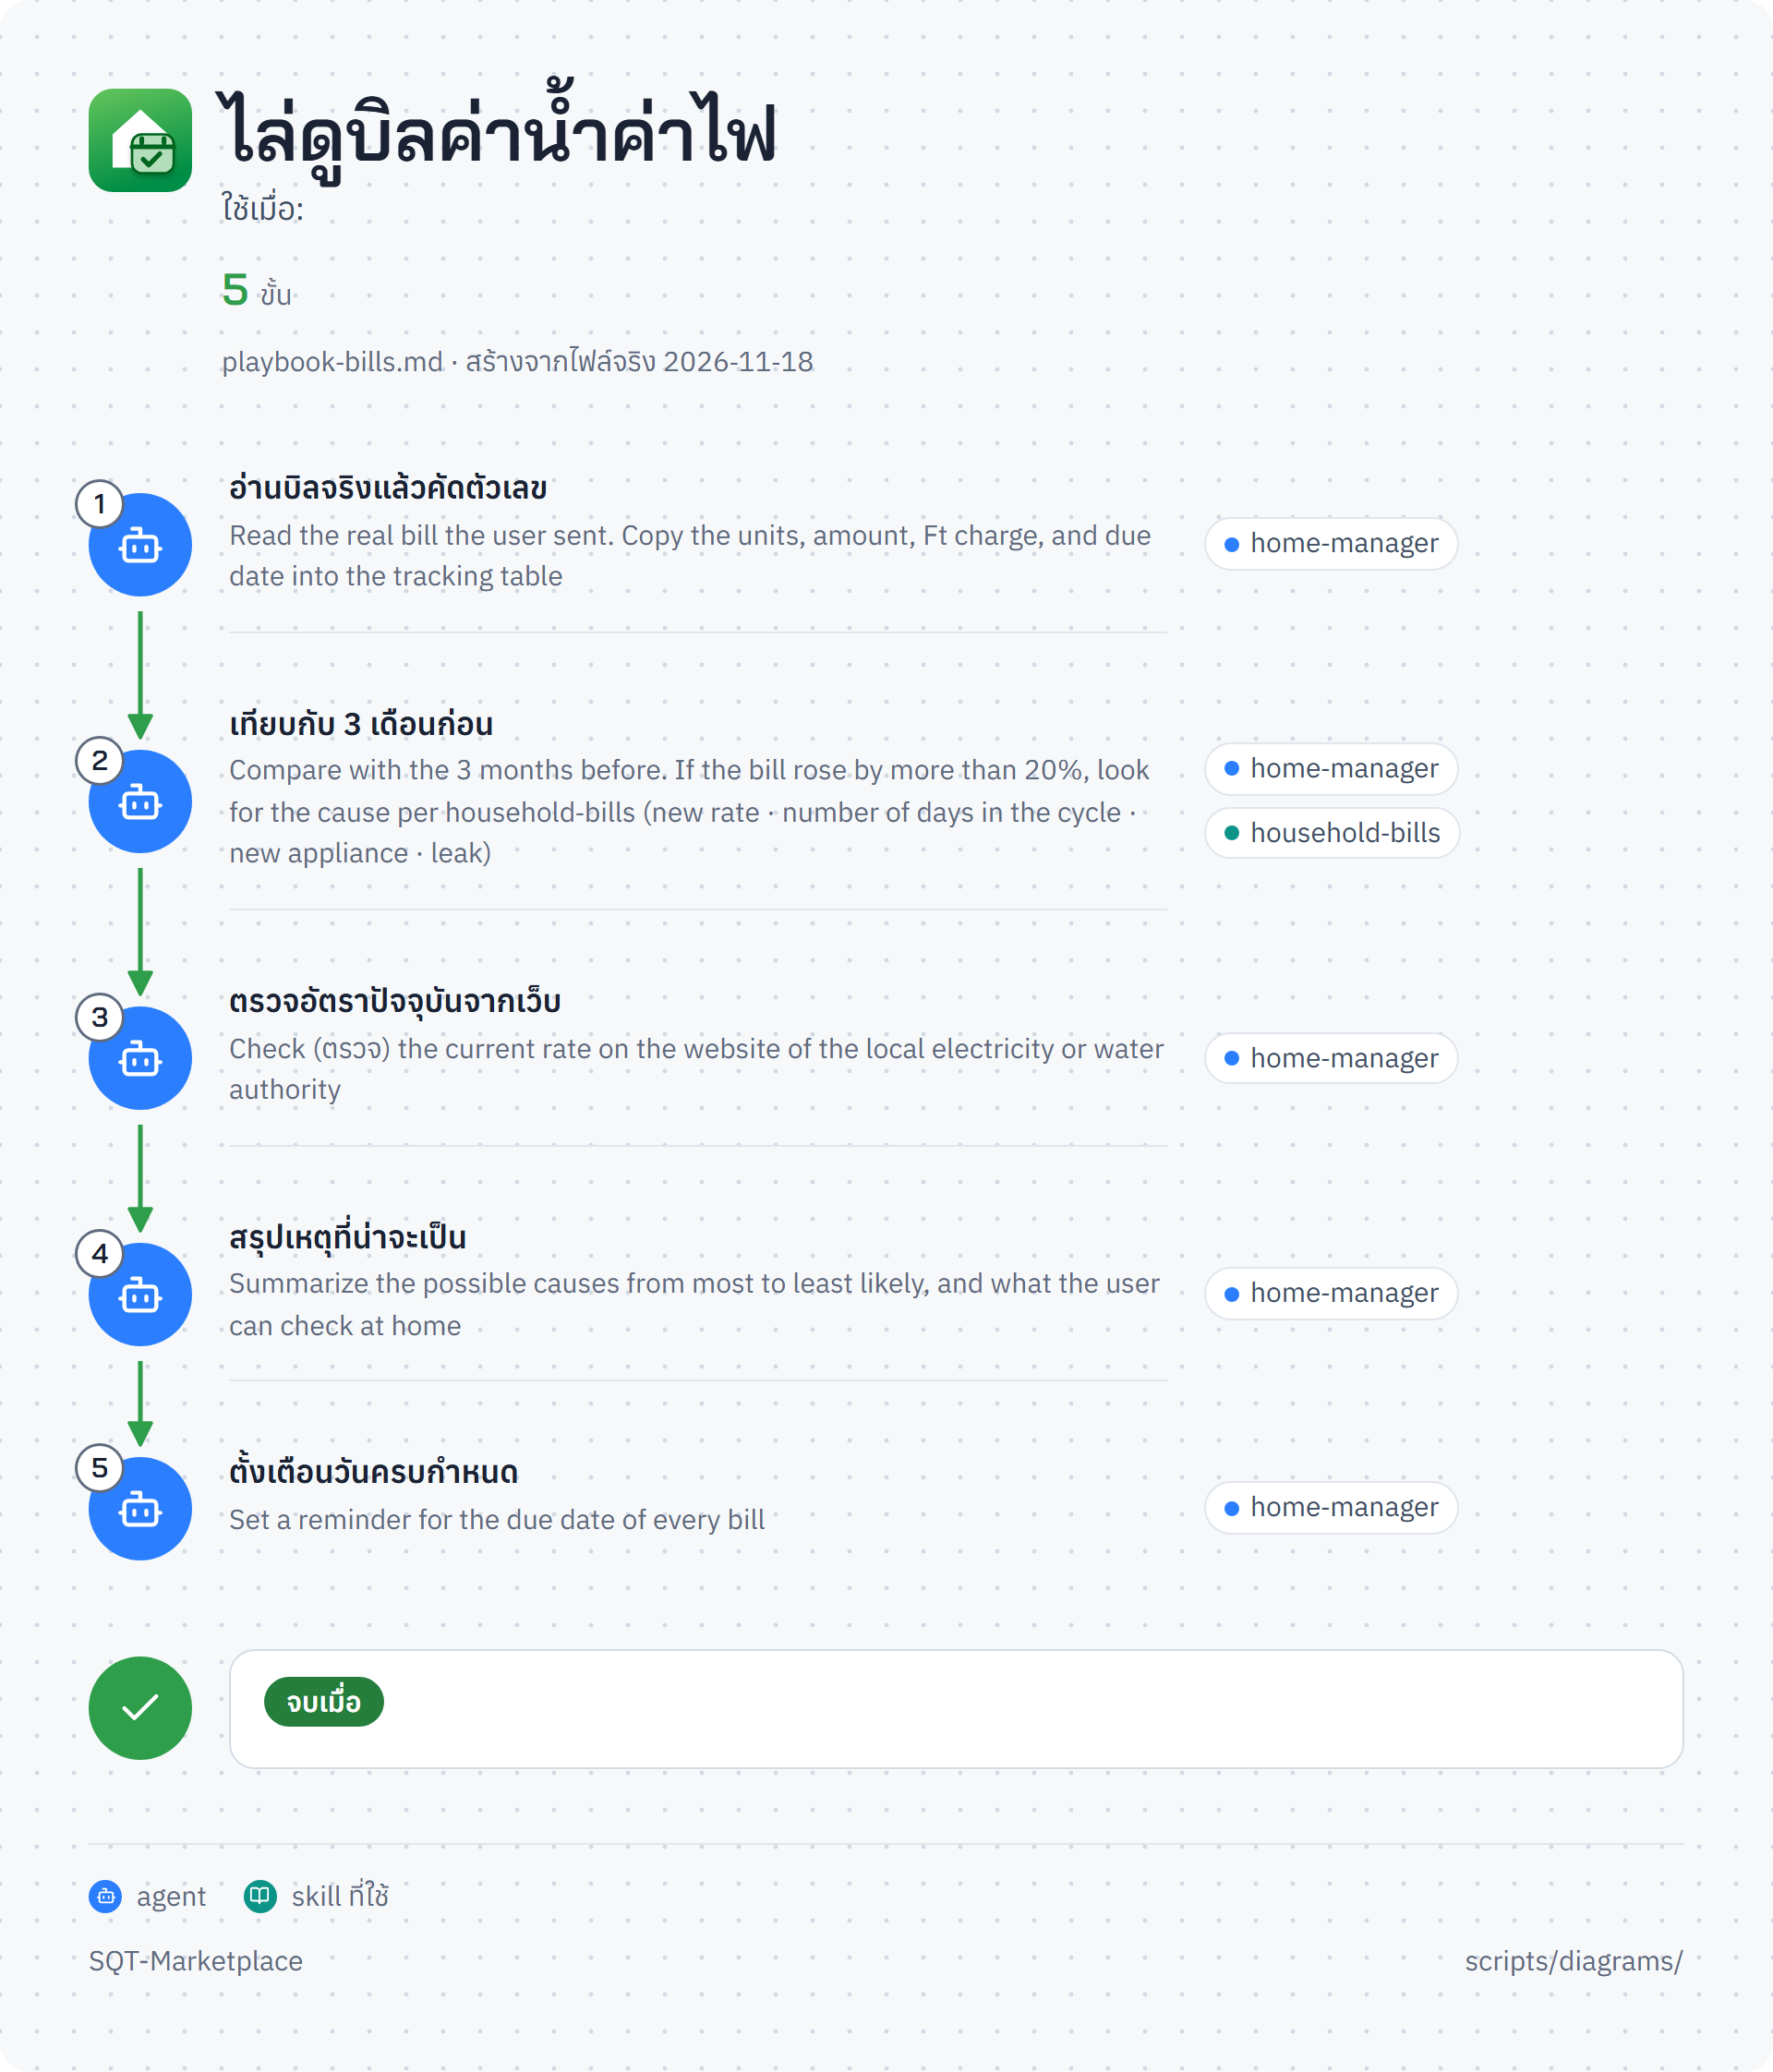 ไล่ดูบิลค่าน้ำค่าไฟ
ใช้เมื่อ:
5 ขั้น
playbook-bills.md · สร้างจากไฟล์จริง 2026-11-18
1
อ่านบิลจริงแล้วคัดตัวเลข
Read the real bill the user sent. Copy the units, amount, Ft charge, and due
date into the tracking table
home-manager
2
เทียบกับ 3 เดือนก่อน
Compare with the 3 months before. If the bill rose by more than 20%, look
for the cause per household-bills (new rate · number of days in the cycle ·
new appliance · leak)
home-manager
household-bills
3
ตรวจอัตราปัจจุบันจากเว็บ
Check (ตรวจ) the current rate on the website of the local electricity or water
authority
home-manager
4
สรุปเหตุที่น่าจะเป็น
Summarize the possible causes from most to least likely, and what the user
can check at home
home-manager
5
ตั้งเตือนวันครบกำหนด
Set a reminder for the due date of every bill
home-manager
จบเมื่อ
agent
skill ที่ใช้
SQT-Marketplace
scripts/diagrams/